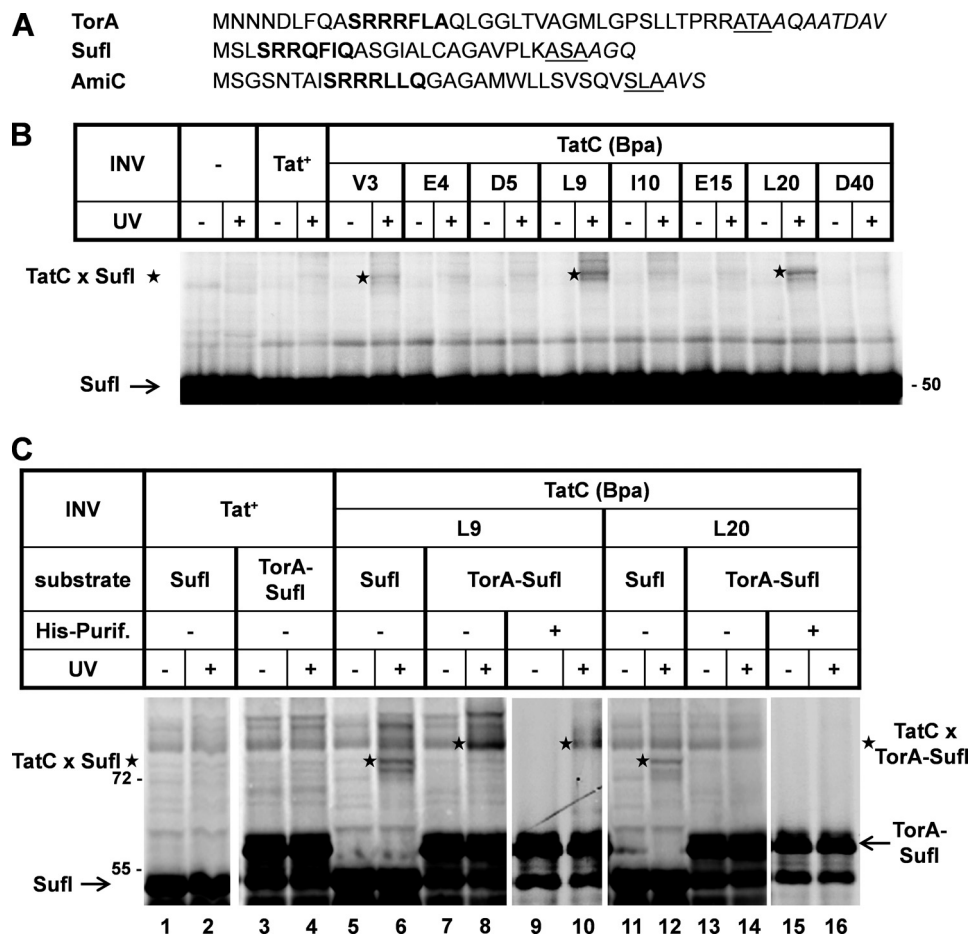 A
TorA MNNNDLFQASRRRFLAQLGGLTVAGMLGPSLLTPRRATAAQAATDAV
SufI MSLSRRQFIQASGIALCAGAVPLKASAAGQ
AmiC MSGSNTAISRRRLLQGAGAMWLLSVSQVSLAAVS
B
INV - Tat⁺ TatC (Bpa)
V3 E4 D5 L9 I10 E15 L20 D40
UV - + - + - + - + - + - + - + - + - + - +
TatC x SufI ★
SufI → - 50
C
INV Tat⁺ TatC (Bpa)
L9 L20
substrate SufI TorA-SufI SufI TorA-SufI SufI TorA-SufI
His-Purif. - - - - + - - +
UV - + - + - + - + - + - + - + - +
TatC x SufI ★
★ TatC x TorA-SufI
72 -
← TorA-SufI
55 -
SufI →
1 2 3 4 5 6 7 8 9 10 11 12 13 14 15 16